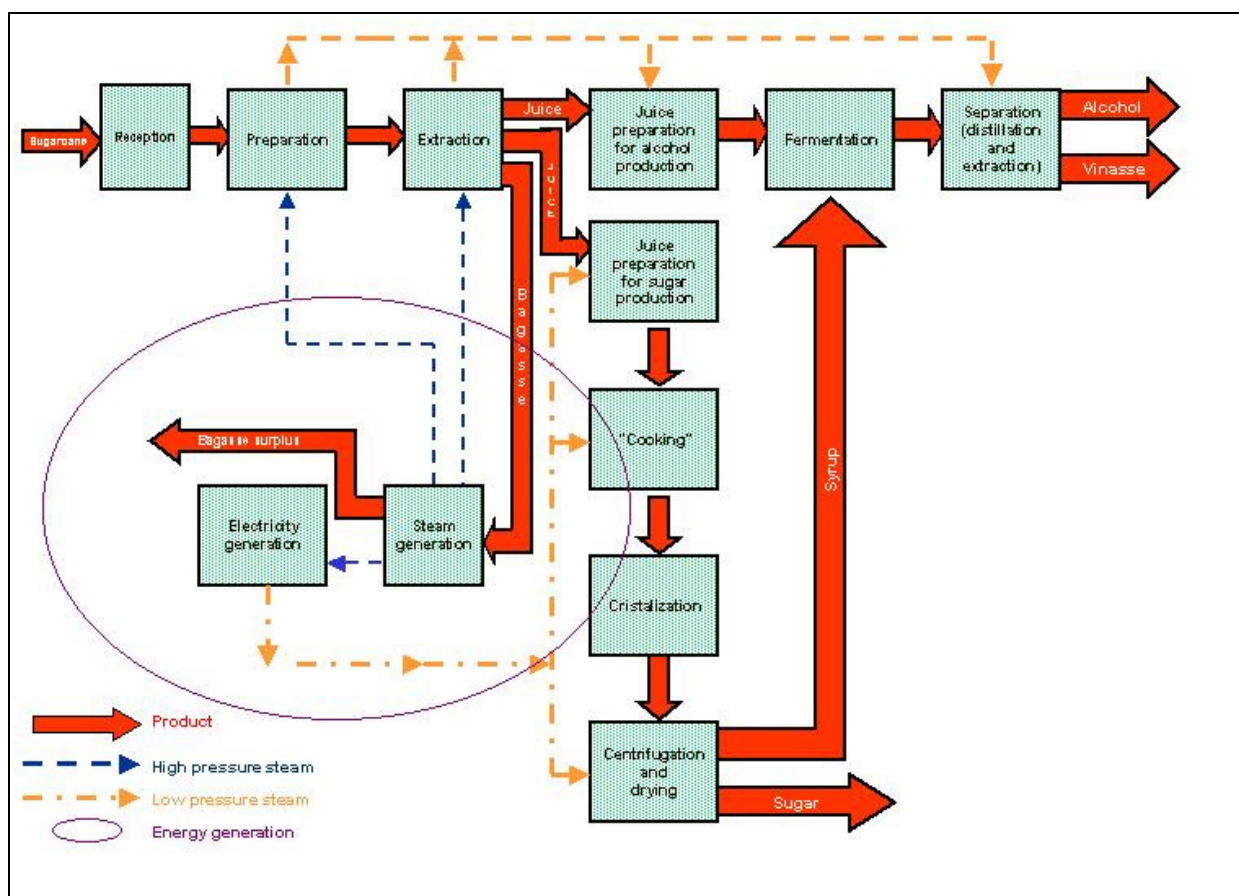 Sugarcane
Reception
Preparation
Extraction
Juice
Juice
preparation
for alcohol
production
Fermentation
Separation
(distillation
and
extraction)
Alcohol
Vinasse
Juice
Juice
preparation
for sugar
production
Bagasse
"Cooking"
Bagasse surplus
Electricity
generation
Steam
generation
Syrup
Cristalization
Centrifugation
and
drying
Sugar
Product
High pressure steam
Low pressure steam
Energy generation